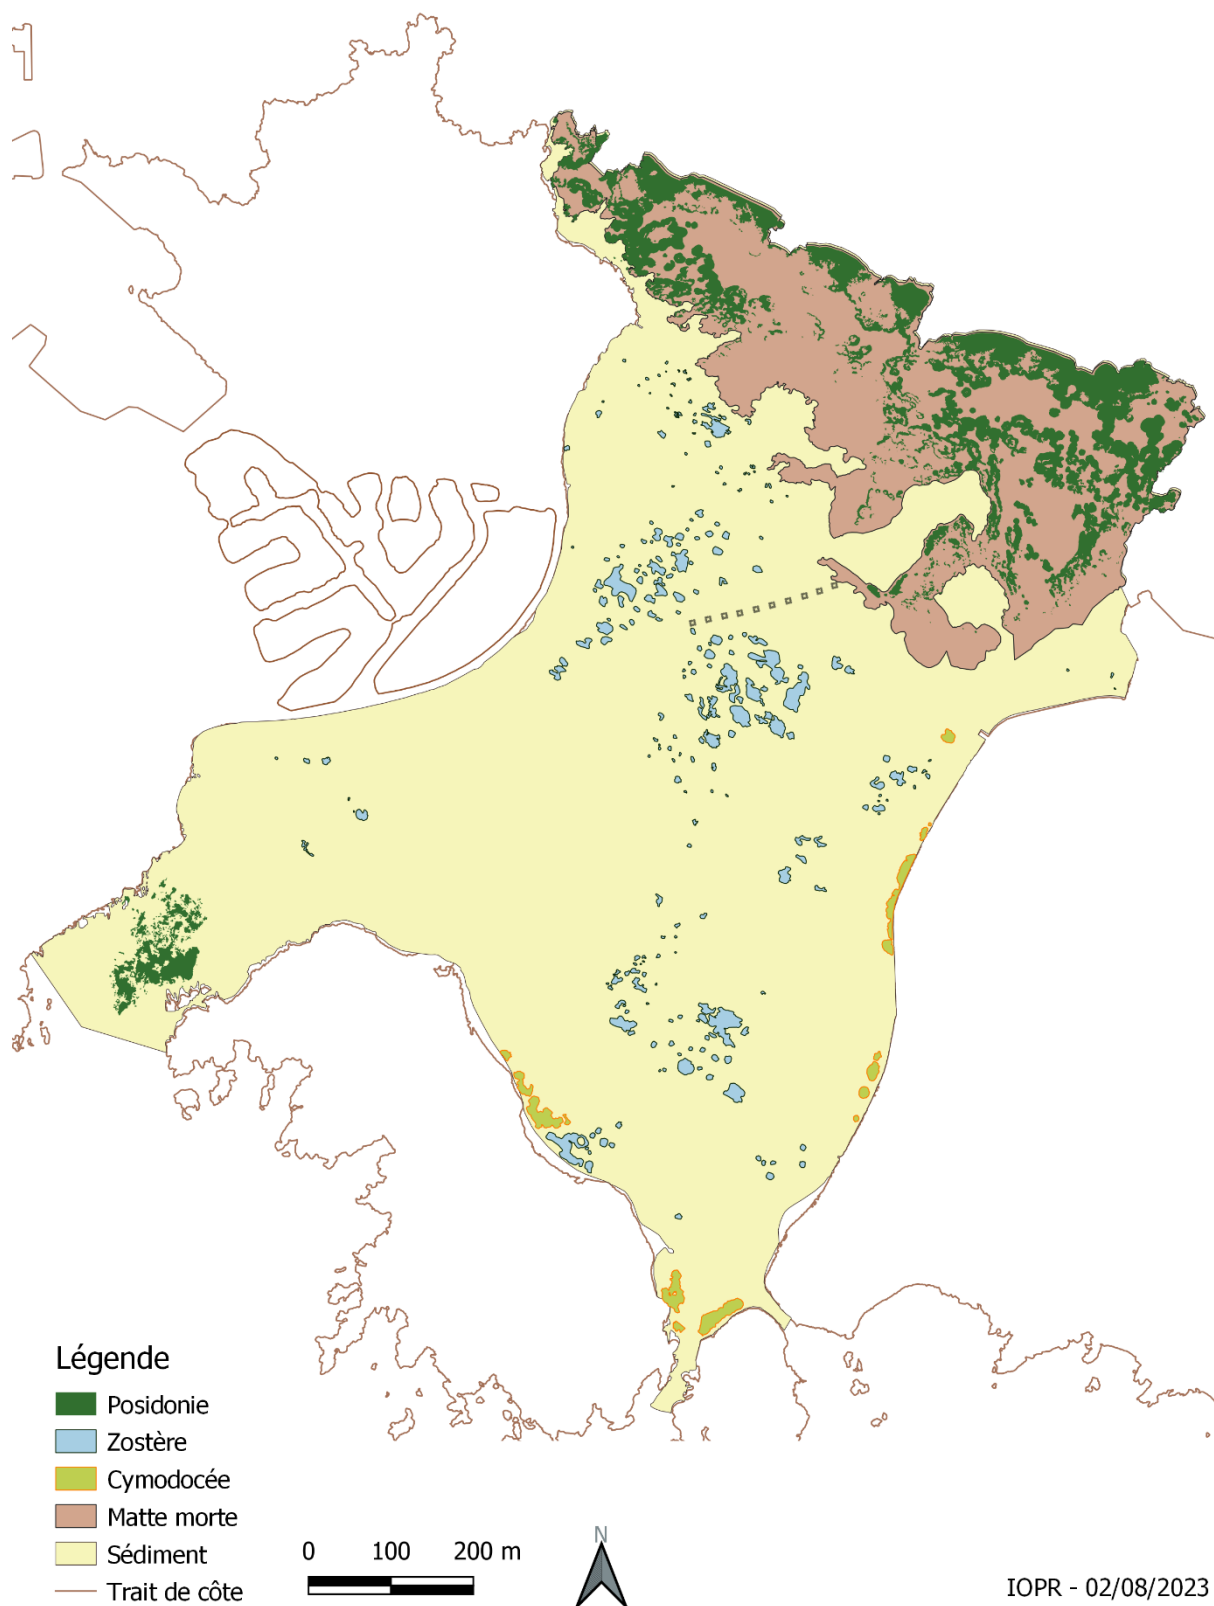 Légende
Posidonie
Zostère
Cymodocée
Matte morte
Sédiment
Trait de côte
0 100 200 m
N
IOPR - 02/08/2023